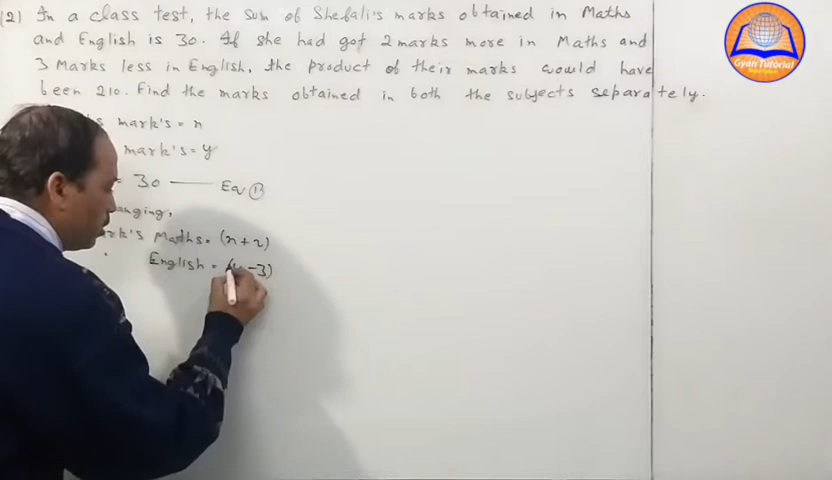 (2) In a class test, the sum of Shefali's marks obtained in Maths
and English is 30. If she had got 2 marks more in Maths and
3 Marks less in English, the product of their marks would have
been 210. Find the marks obtained in both the subjects separately.
mark's = x
mark's = y
= 30 —— Eq ①
Marks Maths = (x + 2)
English = (y - 3)
Gyan Tutorial